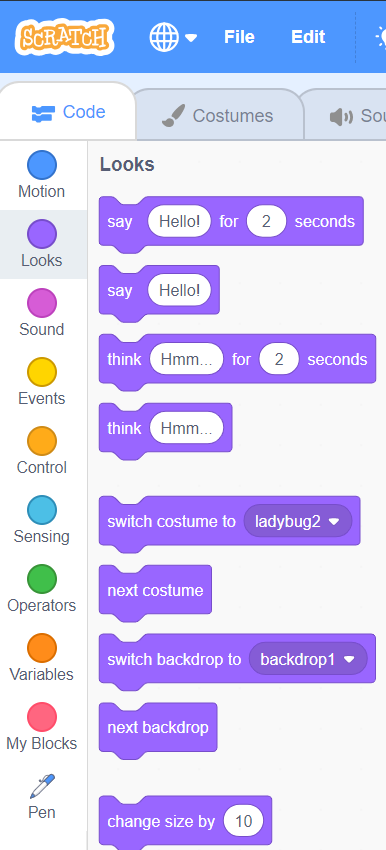 SCRATCH File Edit
Code Costumes
Looks
Motion
Looks
Sound
Events
Control
Sensing
Operators
Variables
My Blocks
Pen
say Hello! for 2 seconds
say Hello!
think Hmm... for 2 seconds
think Hmm...
switch costume to ladybug2
next costume
switch backdrop to backdrop1
next backdrop
change size by 10